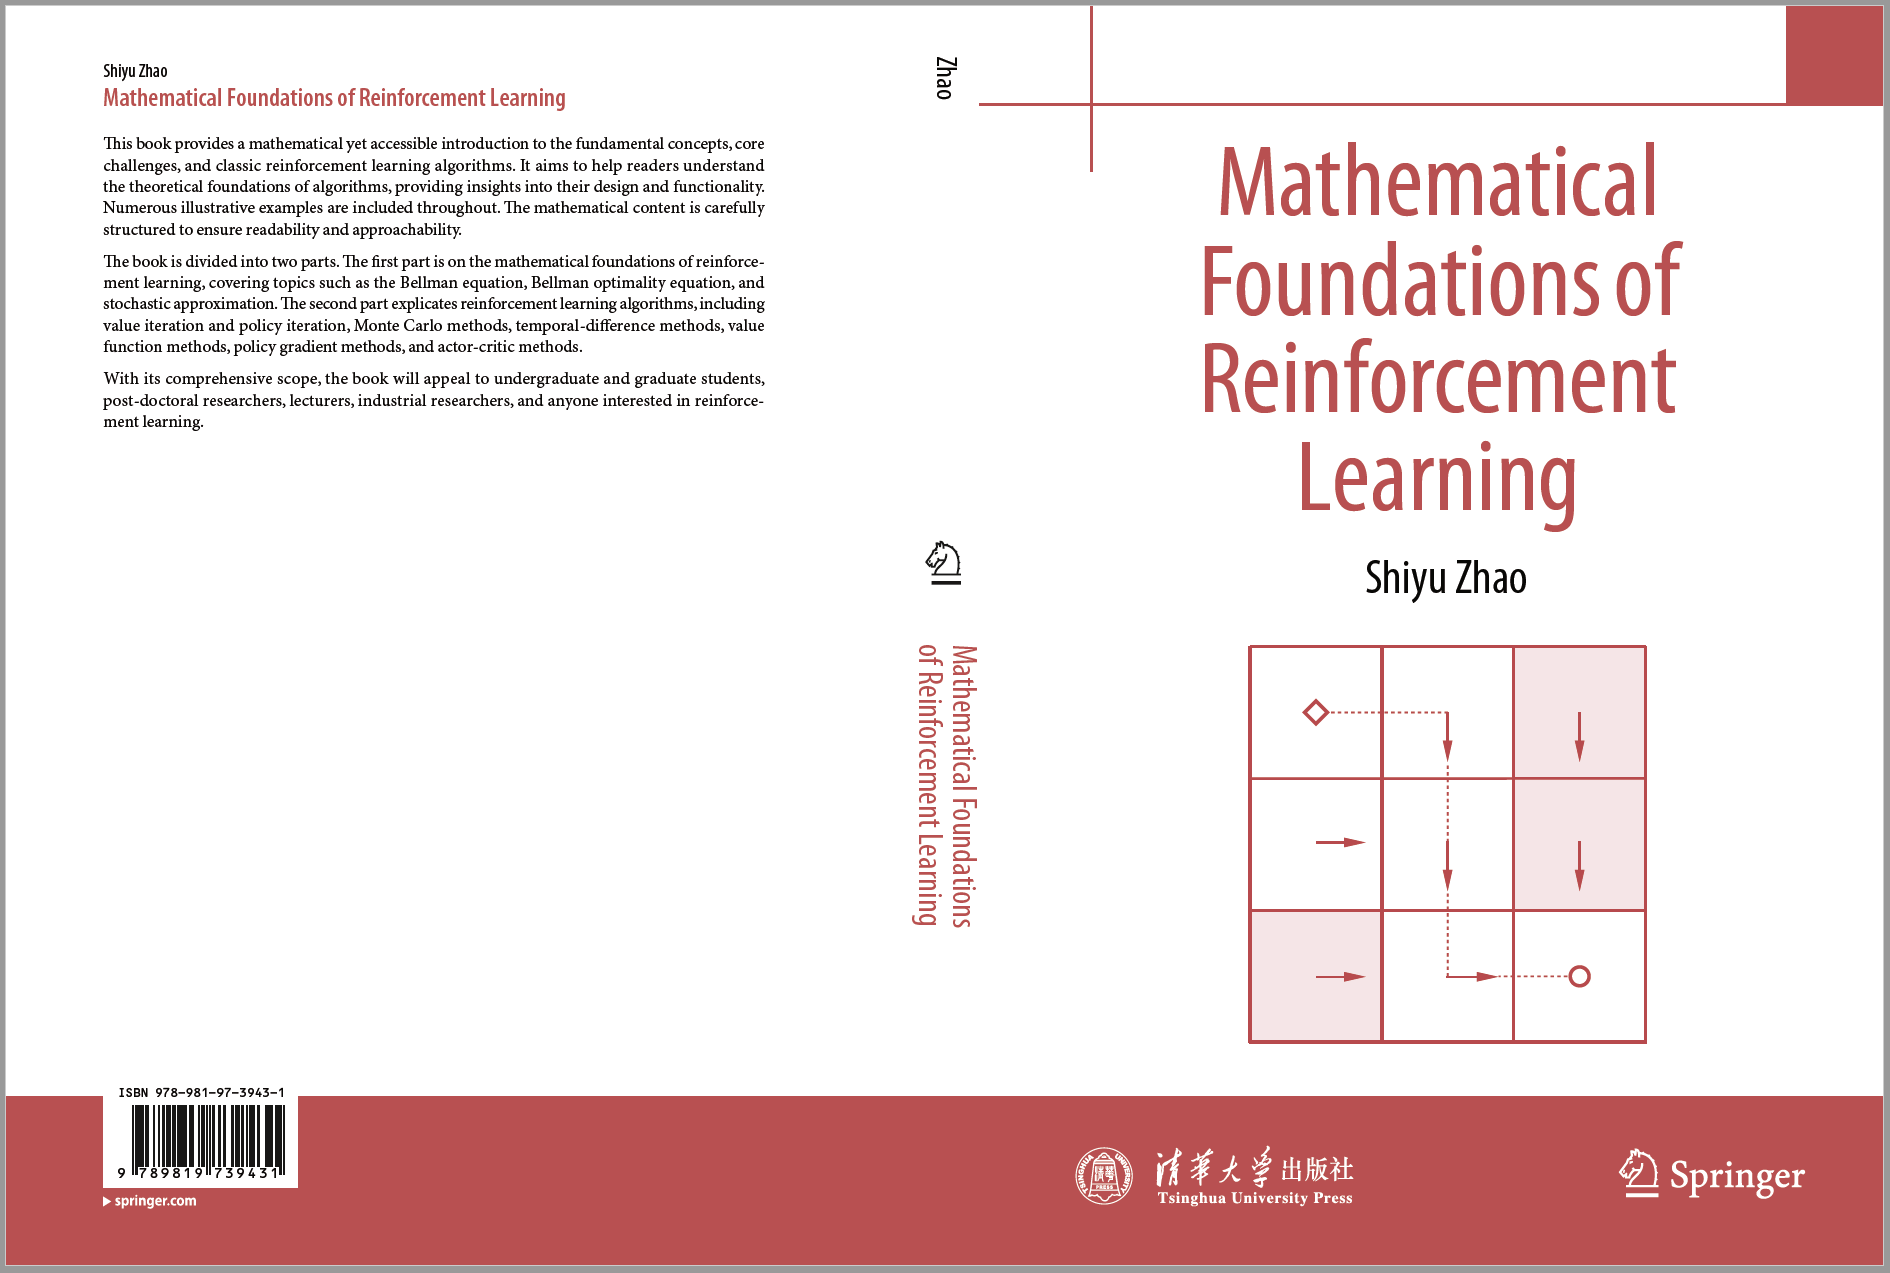 Shiyu Zhao
Mathematical Foundations of Reinforcement Learning
This book provides a mathematical yet accessible introduction to the fundamental concepts, core
challenges, and classic reinforcement learning algorithms. It aims to help readers understand
the theoretical foundations of algorithms, providing insights into their design and functionality.
Numerous illustrative examples are included throughout. The mathematical content is carefully
structured to ensure readability and approachability.
The book is divided into two parts. The first part is on the mathematical foundations of reinforce-
ment learning, covering topics such as the Bellman equation, Bellman optimality equation, and
stochastic approximation. The second part explicates reinforcement learning algorithms, including
value iteration and policy iteration, Monte Carlo methods, temporal-difference methods, value
function methods, policy gradient methods, and actor-critic methods.
With its comprehensive scope, the book will appeal to undergraduate and graduate students,
post-doctoral researchers, lecturers, industrial researchers, and anyone interested in reinforce-
ment learning.
ISBN 978-981-97-3943-1
9 789819 739431
springer.com
Zhao
Mathematical Foundations
of Reinforcement Learning
Mathematical
Foundations of
Reinforcement
Learning
Shiyu Zhao
TSINGHUA UNIVERSITY
清華
PRESS
清華大学出版社
Tsinghua University Press
Springer